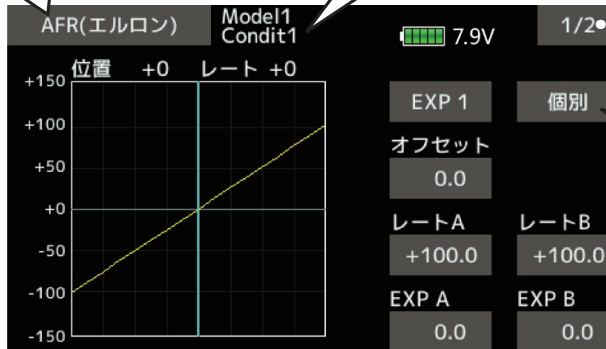 AFR(エルロン)
Model1
Condit1
7.9V
1/2
位置 +0 レート +0
+150
+100
+50
+0
-50
-100
-150
EXP 1
個別
オフセット
0.0
レートA
レートB
+100.0
+100.0
EXP A
EXP B
0.0
0.0